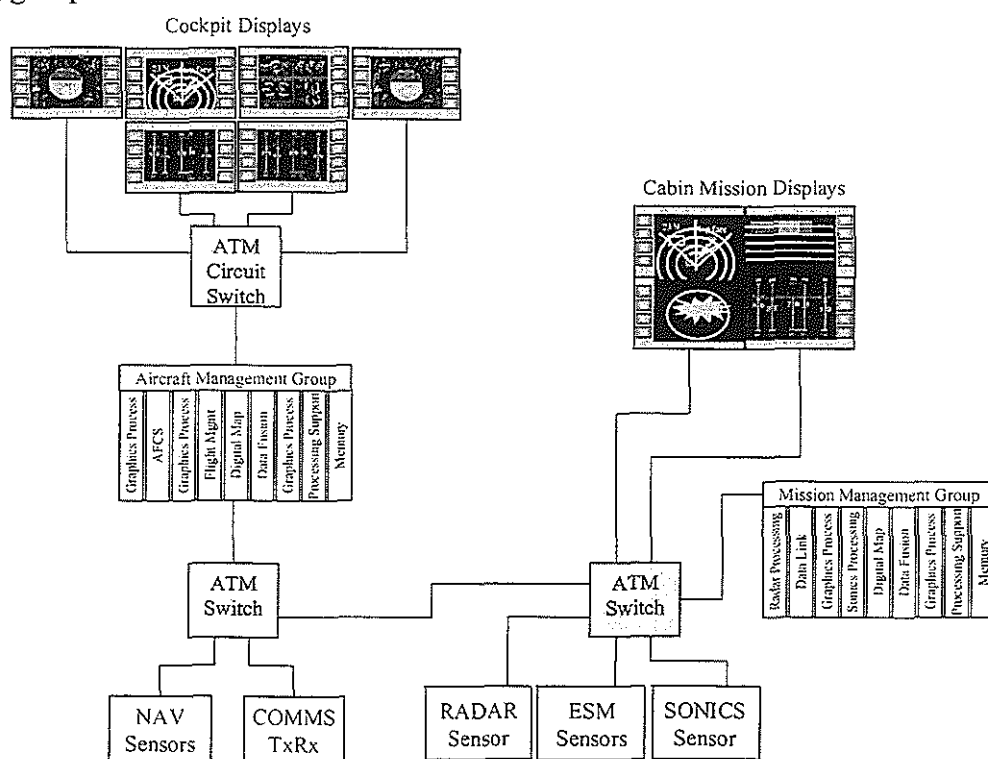 Cockpit Displays
ATM
Circuit
Switch
Cabin Mission Displays
Aircraft Management Group
Graphics Process
AFCS
Graphics Process
Flight Mgmt
Digital Map
Data Fusion
Graphics Process
Processing Support
Memory
Mission Management Group
Radar Processing
Data Link
Graphics Process
Sonics Processing
Digital Map
Data Fusion
Graphics Process
Processing Support
Memory
ATM
Switch
ATM
Switch
NAV
Sensors
COMMS
TxRx
RADAR
Sensor
ESM
Sensors
SONICS
Sensor